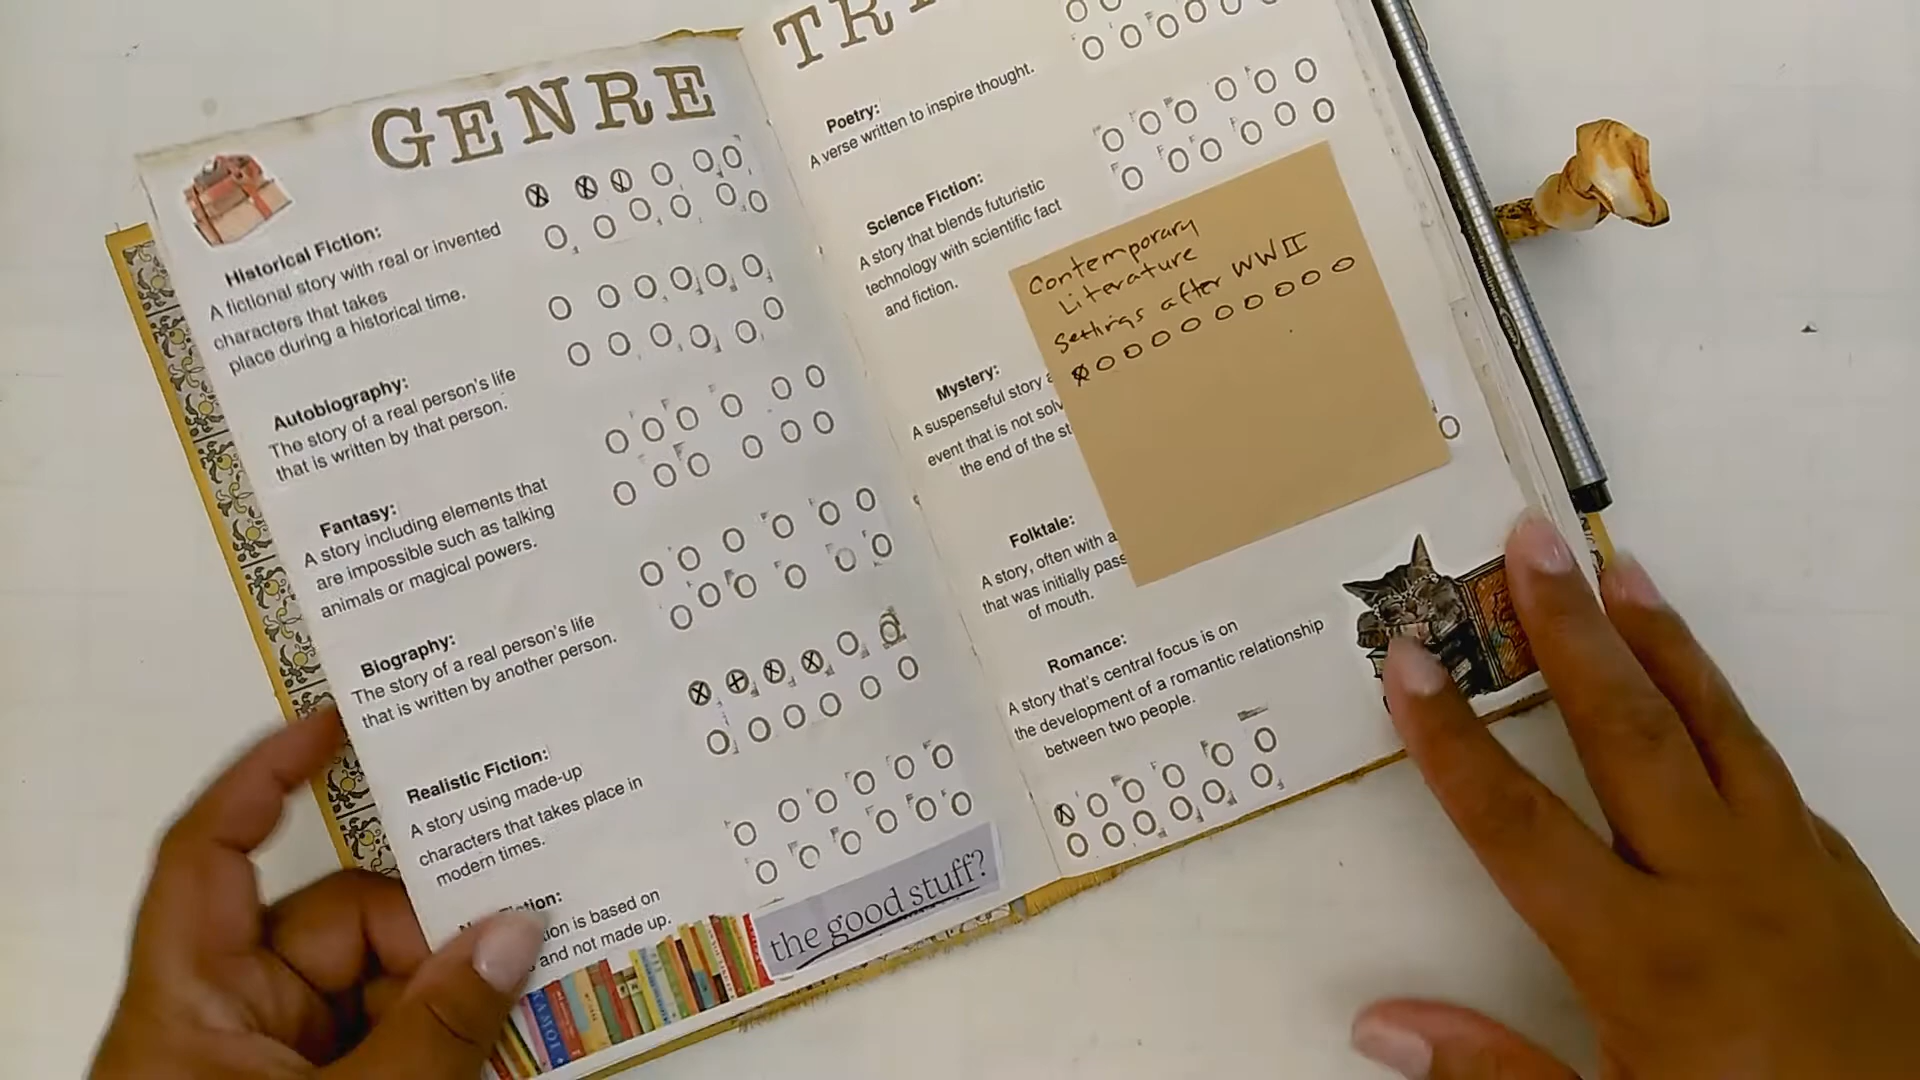 GENRE
Historical Fiction:
A fictional story with real or invented
characters that takes
place during a historical time.
Autobiography:
The story of a real person's life
that is written by that person.
Fantasy:
A story including elements that
are impossible such as talking
animals or magical powers.
Biography:
The story of a real person's life
that is written by another person.
Realistic Fiction:
A story using made-up
characters that takes place in
modern times.
is based on
and not made up.
the good stuff?
Poetry:
A verse written to inspire thought.
Science Fiction:
A story that blends futuristic
technology with scientific fact
and fiction.
Mystery:
A suspenseful story
event that is not
the end of the
Folktale:
A story, often with a
that was initially
of mouth.
Romance:
A story that's central focus is on
the development of a romantic relationship
between two people.
Contemporary
Literature
Settings after WWII